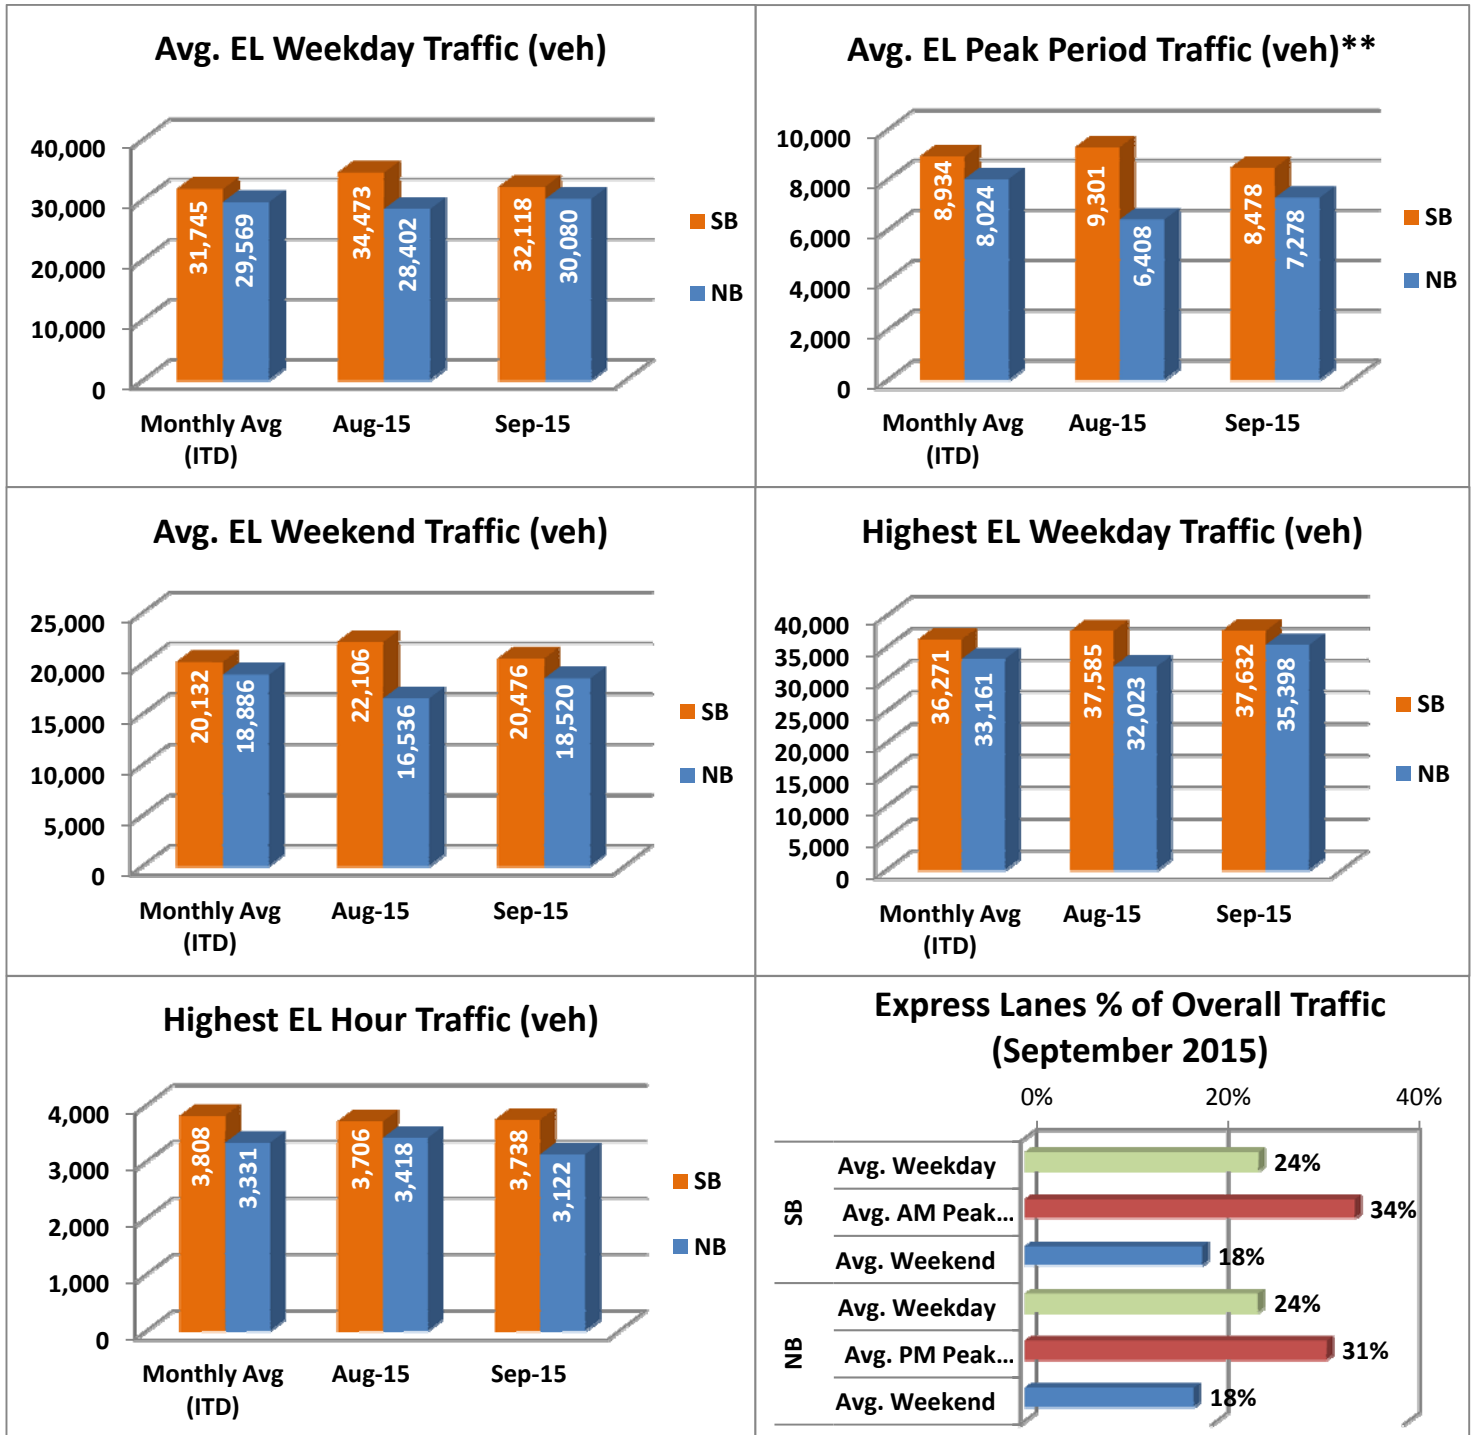 Avg. EL Weekday Traffic (veh)
40,000
30,000
20,000
10,000
0
31,745
29,569
34,473
28,402
32,118
30,080
SB
NB
Monthly Avg (ITD)
Aug-15
Sep-15
Avg. EL Peak Period Traffic (veh)**
10,000
8,000
6,000
4,000
2,000
0
8,934
8,024
9,301
6,408
8,478
7,278
SB
NB
Monthly Avg (ITD)
Aug-15
Sep-15
Avg. EL Weekend Traffic (veh)
25,000
20,000
15,000
10,000
5,000
0
20,132
18,886
22,106
16,536
20,476
18,520
SB
NB
Monthly Avg (ITD)
Aug-15
Sep-15
Highest EL Weekday Traffic (veh)
40,000
35,000
30,000
25,000
20,000
15,000
10,000
5,000
0
36,271
33,161
37,585
32,023
37,632
35,398
SB
NB
Monthly Avg (ITD)
Aug-15
Sep-15
Highest EL Hour Traffic (veh)
4,000
3,000
2,000
1,000
0
3,808
3,331
3,706
3,418
3,738
3,122
SB
NB
Monthly Avg (ITD)
Aug-15
Sep-15
Express Lanes % of Overall Traffic
(September 2015)
0% 20% 40%
SB
Avg. Weekday 24%
Avg. AM Peak... 34%
Avg. Weekend 18%
NB
Avg. Weekday 24%
Avg. PM Peak... 31%
Avg. Weekend 18%